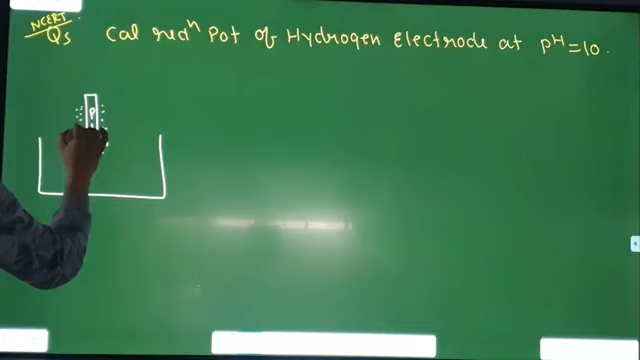 NCERT
Qs Cal redⁿ Pot of Hydrogen Electrode at pH = 10.
P